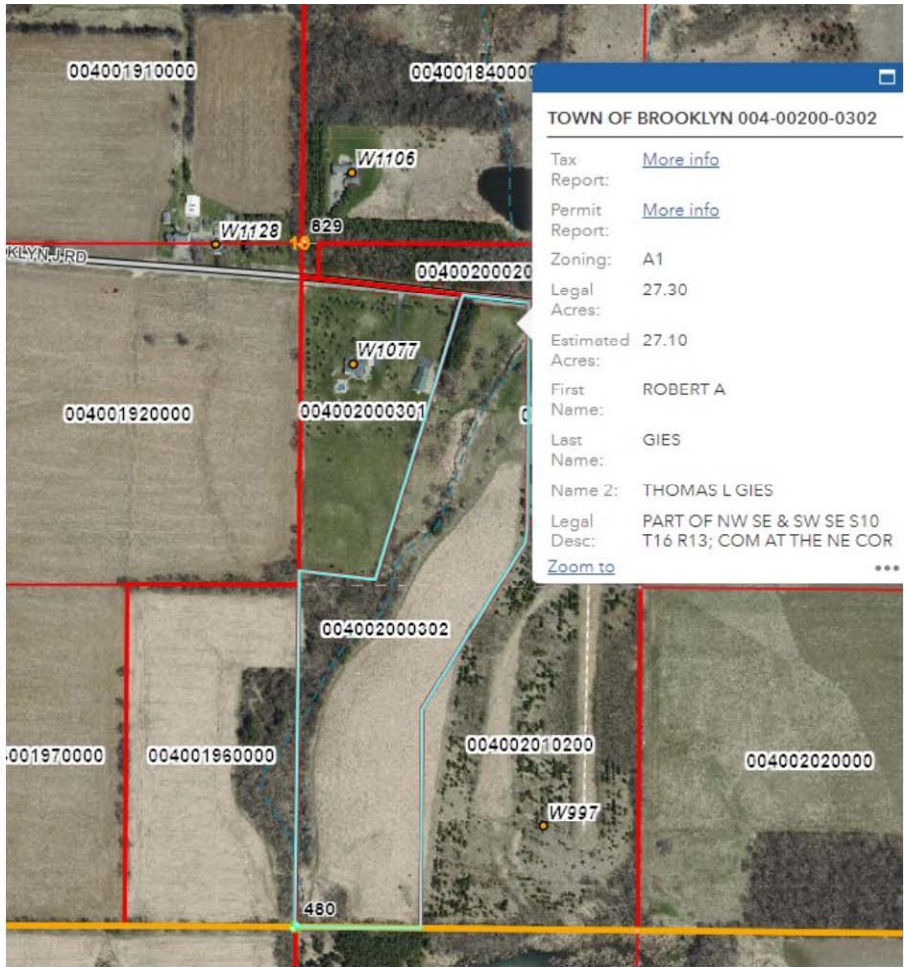 004001910000
00400184000
TOWN OF BROOKLYN 004-00200-0302
Tax Report: More info
Permit Report: More info
Zoning: A1
Legal Acres: 27.30
Estimated Acres: 27.10
First Name: ROBERT A
Last Name: GIES
Name 2: THOMAS L GIES
Legal Desc: PART OF NW SE & SW SE S10
T16 R13; COM AT THE NE COR
Zoom to
W1106
W1128
829
KLYN J RD
00400200020
W1077
004001920000
004002000301
004002000302
001970000
004001960000
004002010200
004002020000
W997
480